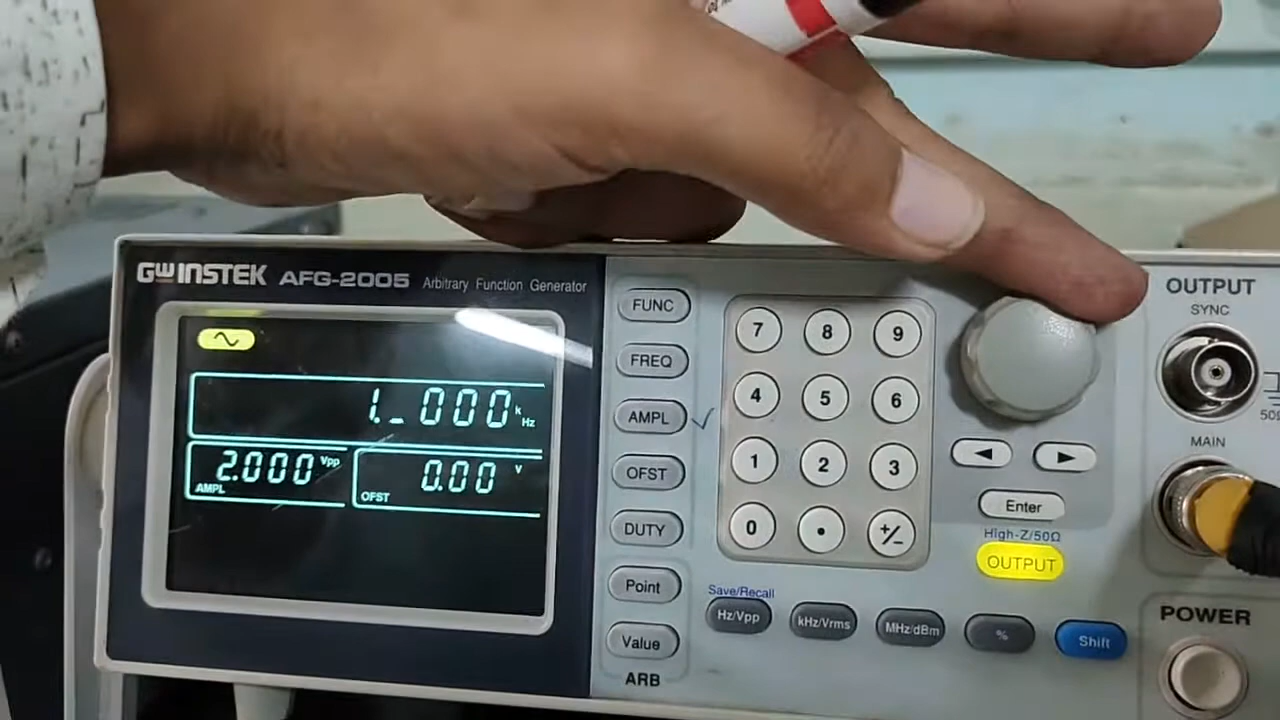 GWINSTEK AFG-2005 Arbitrary Function Generator
1._000 kHz
2.000 Vpp
AMPL
0.00 V
OFST
FUNC
FREQ
AMPL
OFST
DUTY
Point
Value
ARB
7 8 9
4 5 6
1 2 3
0 • +/-
Save/Recall
Hz/Vpp
kHz/Vrms
MHz/dBm
%
Shift
◄ ►
Enter
High-Z/50Ω
OUTPUT
OUTPUT
SYNC
MAIN
POWER